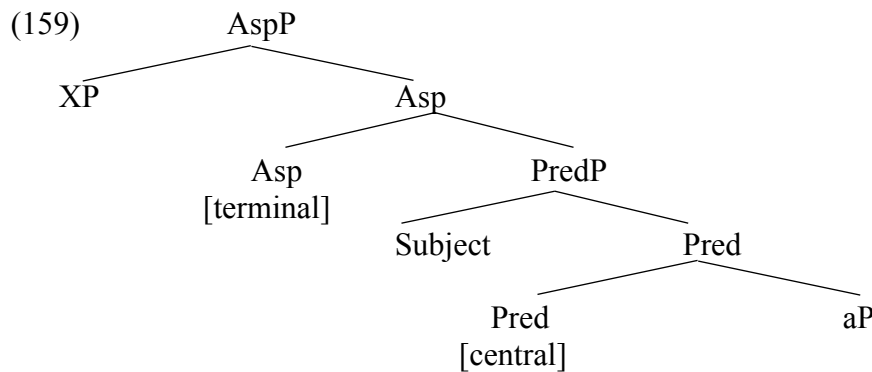 (159) AspP
XP Asp
Asp PredP
[terminal]
Subject Pred
Pred aP
[central]